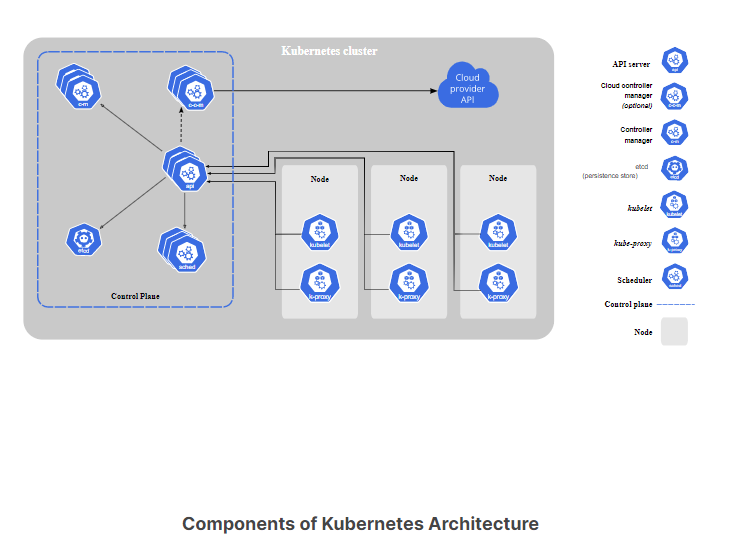 Kubernetes cluster
c-m
c-c-m
Cloud
provider
API
api
etcd
sched
Control Plane
Node
Node
Node
kubelet
kubelet
kubelet
k-proxy
k-proxy
k-proxy
API server
api
Cloud controller
manager
(optional)
c-c-m
Controller
manager
c-m
etcd
(persistence store)
etcd
kubelet
kubelet
kube-proxy
k-proxy
Scheduler
sched
Control plane
Node
Components of Kubernetes Architecture